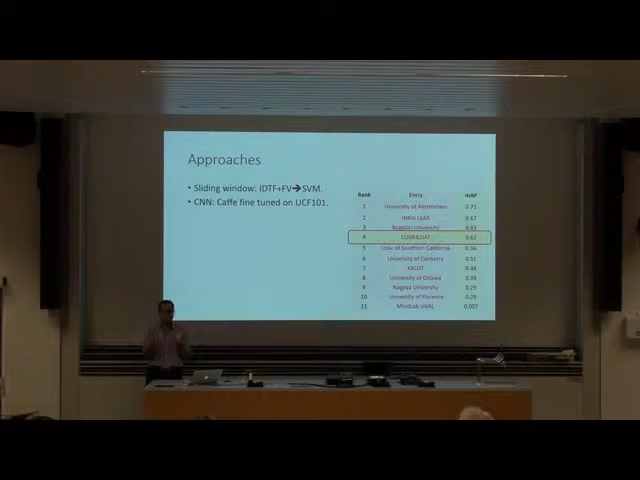 Approaches
• Sliding window: IDTF+FV➔SVM.
• CNN: Caffe fine tuned on UCF101.
Rank Entry mAP
1 University of Amsterdam 0.71
2 INRIA LEAR 0.67
3 Bogazici University 0.63
4 CUHK&SIAT 0.62
5 Univ. of Southern California
6 University of Canberra 0.51
7 KAUST 0.48
8 University of Ottawa
9 Nagoya University 0.29
10 University of Florence 0.29
11 MindLab UNAL 0.007